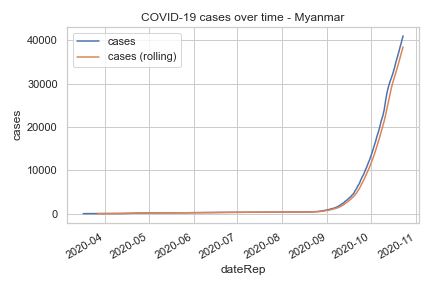 COVID-19 cases over time - Myanmar
cases
cases (rolling)
40000
30000
20000
10000
0
cases
2020-04
2020-05
2020-06
2020-07
2020-08
2020-09
2020-10
2020-11
dateRep